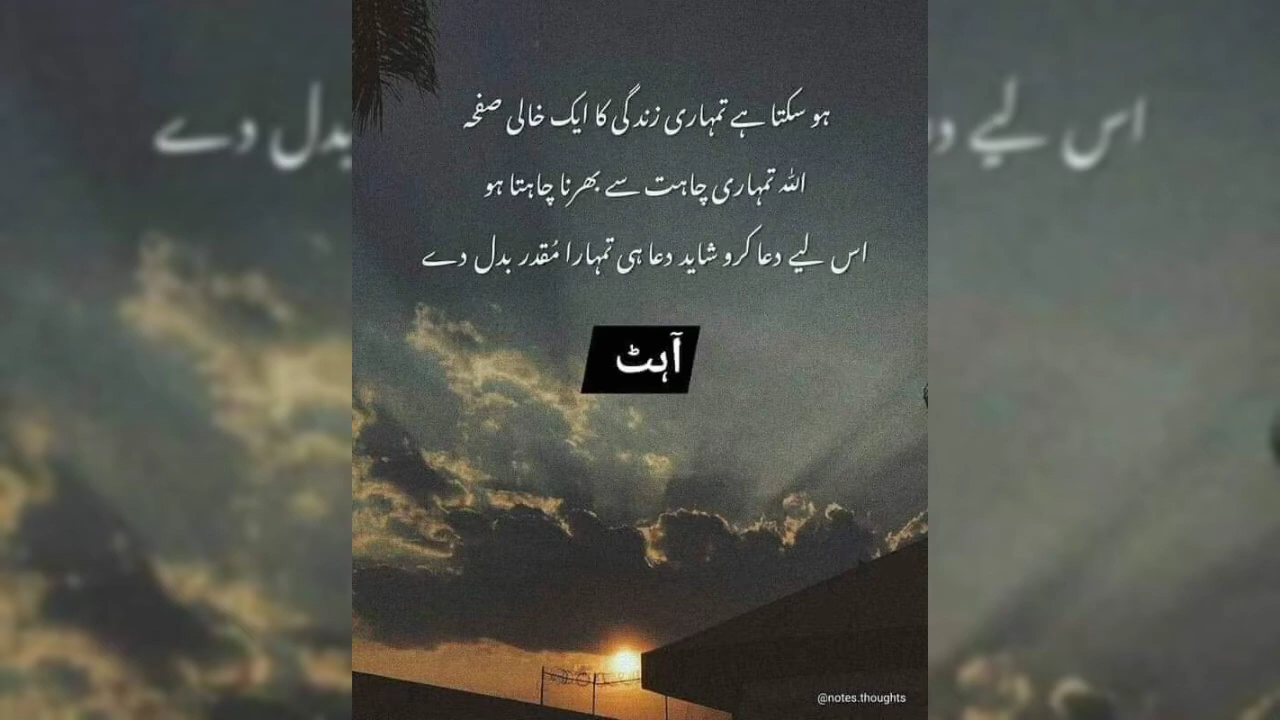 ہو سکتا ہے تمہاری زندگی کا ایک خالی صفحہ
اللہ تمہاری چاہت سے بھرنا چاہتا ہو
اس لیے دعا کرو شاید دعا ہی تمہارا مُقدر بدل دے
آہٹ
@notes.thoughts